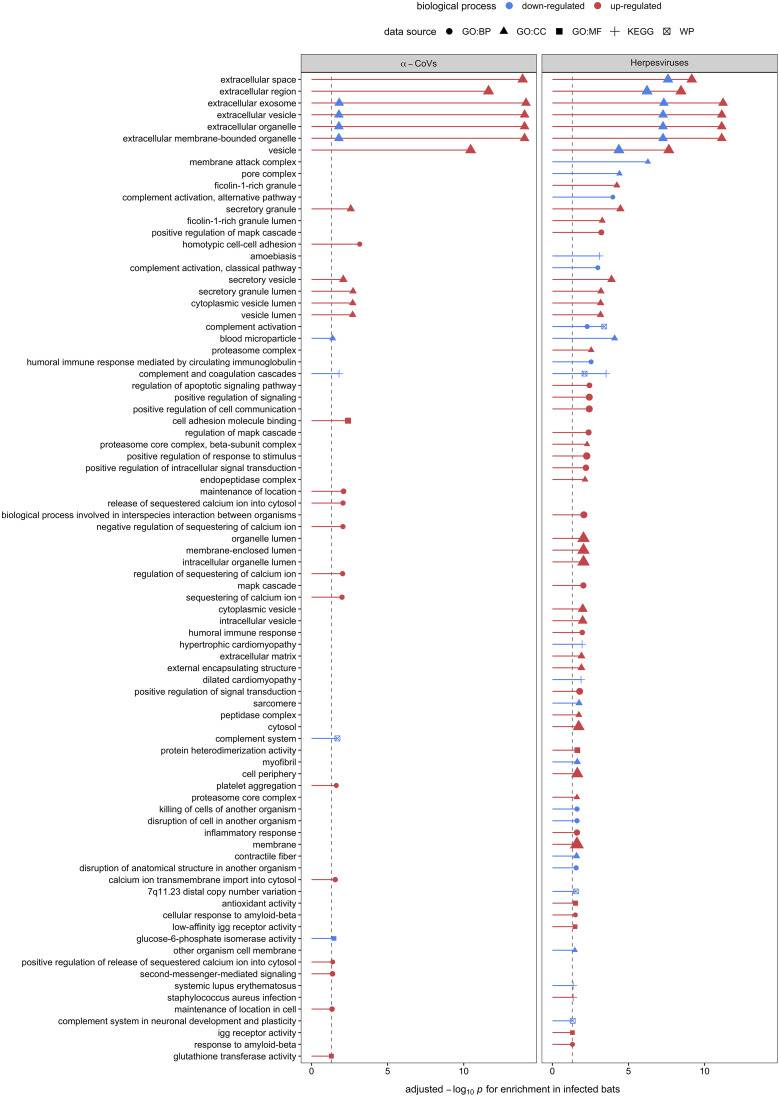 biological process down-regulated up-regulated
data source GO:BP GO:CC GO:MF KEGG WP
α − CoVs Herpesviruses
extracellular space
extracellular region
extracellular exosome
extracellular vesicle
extracellular organelle
extracellular membrane-bounded organelle
vesicle
membrane attack complex
pore complex
ficolin-1-rich granule
complement activation, alternative pathway
secretory granule
ficolin-1-rich granule lumen
positive regulation of mapk cascade
homotypic cell-cell adhesion
amoebiasis
complement activation, classical pathway
secretory vesicle
secretory granule lumen
cytoplasmic vesicle lumen
vesicle lumen
complement activation
blood microparticle
proteasome complex
humoral immune response mediated by circulating immunoglobulin
complement and coagulation cascades
regulation of apoptotic signaling pathway
positive regulation of signaling
positive regulation of cell communication
cell adhesion molecule binding
regulation of mapk cascade
proteasome core complex, beta-subunit complex
positive regulation of response to stimulus
positive regulation of intracellular signal transduction
endopeptidase complex
maintenance of location
release of sequestered calcium ion into cytosol
biological process involved in interspecies interaction between organisms
negative regulation of sequestering of calcium ion
organelle lumen
membrane-enclosed lumen
intracellular organelle lumen
regulation of sequestering of calcium ion
mapk cascade
sequestering of calcium ion
cytoplasmic vesicle
intracellular vesicle
humoral immune response
hypertrophic cardiomyopathy
extracellular matrix
external encapsulating structure
dilated cardiomyopathy
positive regulation of signal transduction
sarcomere
peptidase complex
cytosol
complement system
protein heterodimerization activity
myofibril
cell periphery
platelet aggregation
proteasome core complex
killing of cells of another organism
disruption of cell in another organism
inflammatory response
membrane
contractile fiber
disruption of anatomical structure in another organism
calcium ion transmembrane import into cytosol
7q11.23 distal copy number variation
antioxidant activity
cellular response to amyloid-beta
low-affinity igg receptor activity
glucose-6-phosphate isomerase activity
other organism cell membrane
positive regulation of release of sequestered calcium ion into cytosol
second-messenger-mediated signaling
systemic lupus erythematosus
staphylococcus aureus infection
maintenance of location in cell
complement system in neuronal development and plasticity
igg receptor activity
response to amyloid-beta
glutathione transferase activity
0 5 10 0 5 10
adjusted −log₁₀ p for enrichment in infected bats